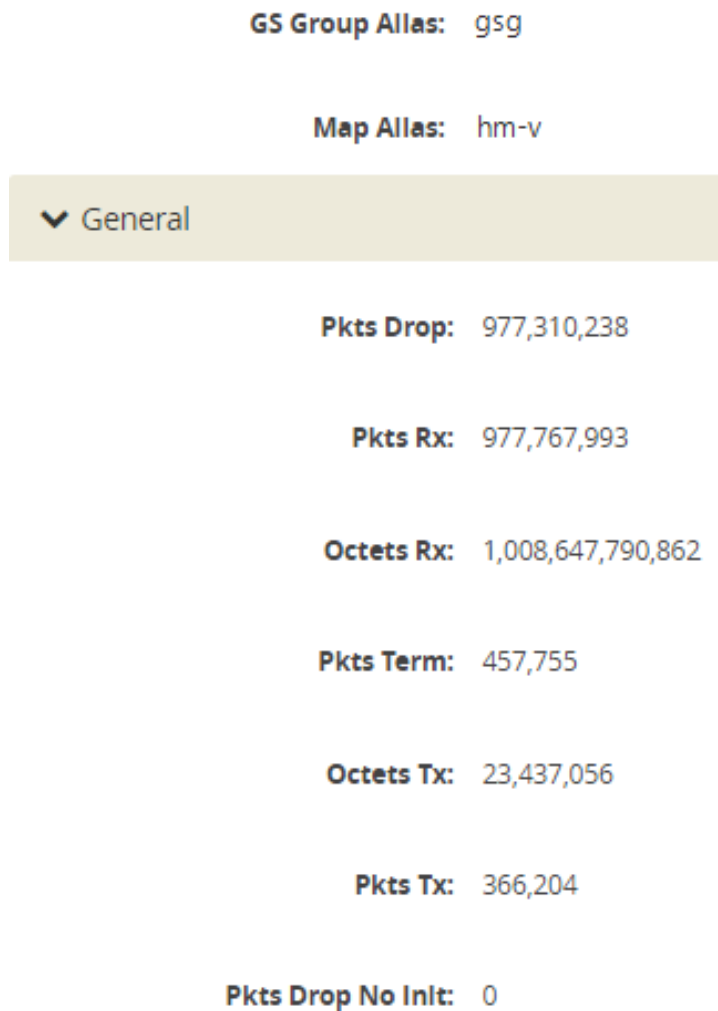 GS Group Alias: gsg
Map Alias: hm-v
General
Pkts Drop: 977,310,238
Pkts Rx: 977,767,993
Octets Rx: 1,008,647,790,862
Pkts Term: 457,755
Octets Tx: 23,437,056
Pkts Tx: 366,204
Pkts Drop No Init: 0